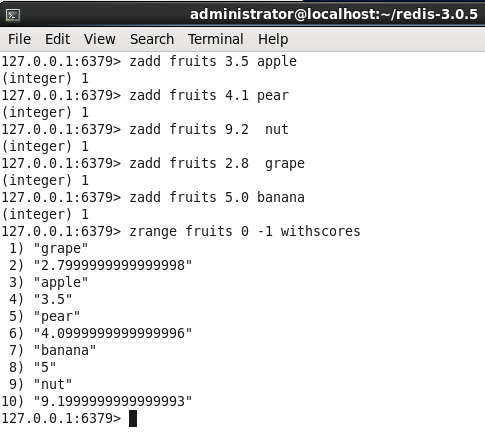 administrator@localhost:~/redis-3.0.5
File Edit View Search Terminal Help
127.0.0.1:6379> zadd fruits 3.5 apple
(integer) 1
127.0.0.1:6379> zadd fruits 4.1 pear
(integer) 1
127.0.0.1:6379> zadd fruits 9.2  nut
(integer) 1
127.0.0.1:6379> zadd fruits 2.8  grape
(integer) 1
127.0.0.1:6379> zadd fruits 5.0 banana
(integer) 1
127.0.0.1:6379> zrange fruits 0 -1 withscores
 1) "grape"
 2) "2.7999999999999998"
 3) "apple"
 4) "3.5"
 5) "pear"
 6) "4.0999999999999996"
 7) "banana"
 8) "5"
 9) "nut"
10) "9.1999999999999993"
127.0.0.1:6379>